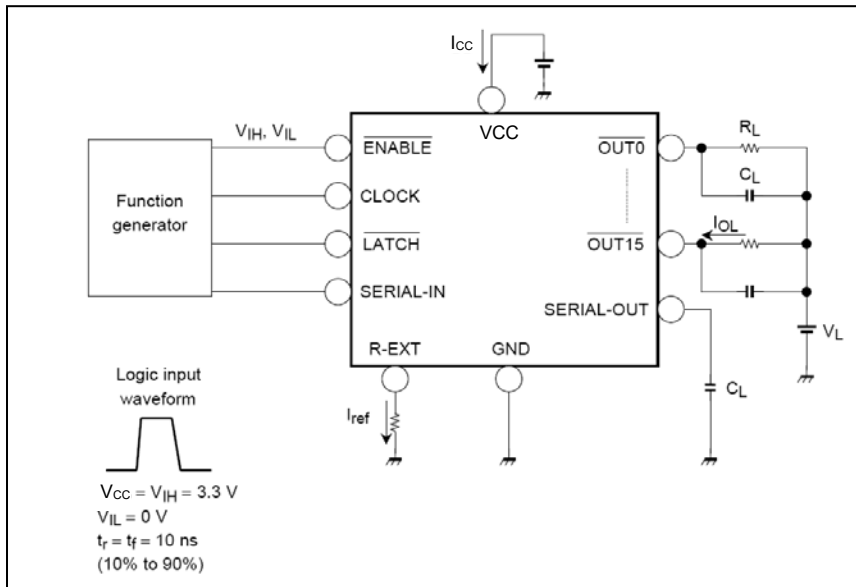 ICC
VCC
VIH, VIL
ENABLE
OUT0
RL
Function
generator
CLOCK
CL
LATCH
OUT15
IOL
SERIAL-IN
SERIAL-OUT
R-EXT
GND
VL
Logic input
waveform
Iref
CL
VCC = VIH = 3.3 V
VIL = 0 V
tr = tf = 10 ns
(10% to 90%)